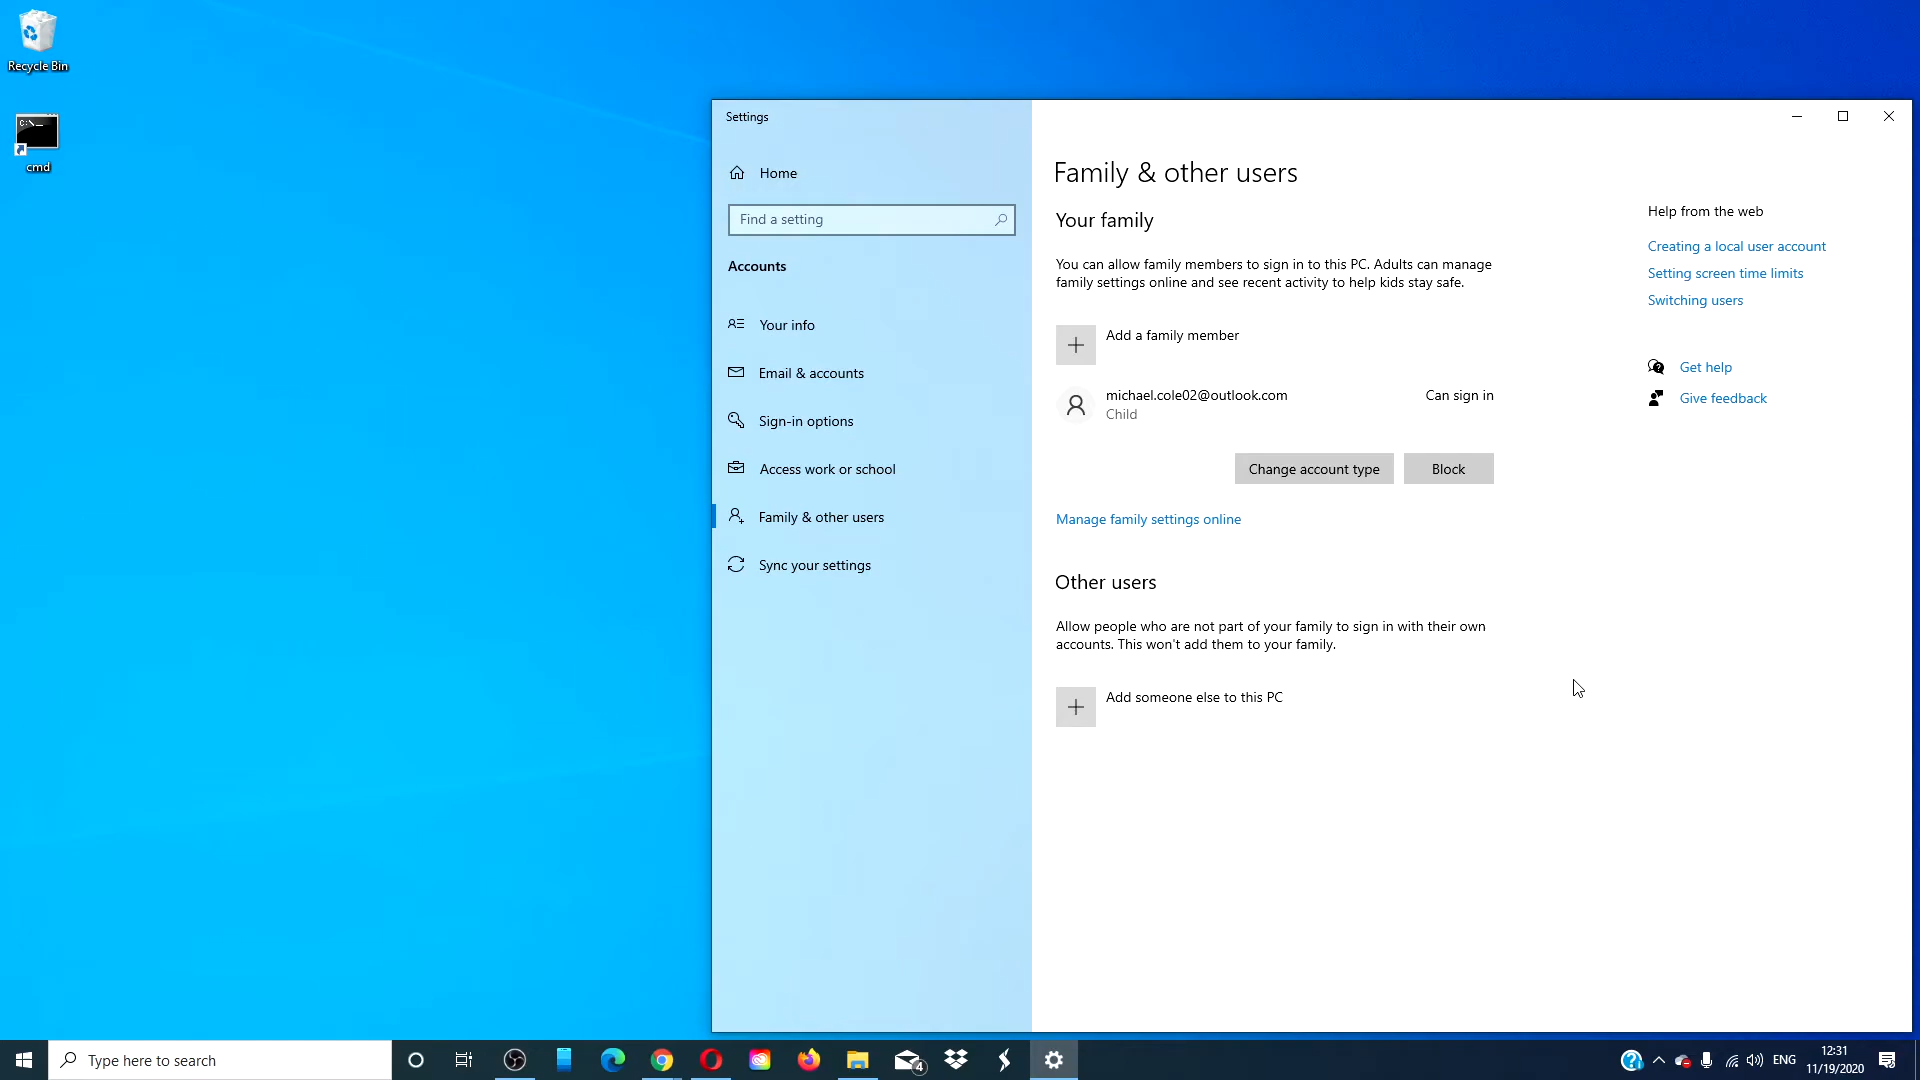 Recycle Bin
C:\._
cmd
Settings
Home
Find a setting
Accounts
Your info
Email & accounts
Sign-in options
Access work or school
Family & other users
Sync your settings
Family & other users
Your family
You can allow family members to sign in to this PC. Adults can manage
family settings online and see recent activity to help kids stay safe.
Add a family member
michael.cole02@outlook.com
Can sign in
Child
Change account type
Block
Manage family settings online
Other users
Allow people who are not part of your family to sign in with their own
accounts. This won't add them to your family.
Add someone else to this PC
Help from the web
Creating a local user account
Setting screen time limits
Switching users
Get help
Give feedback
Type here to search
4
ENG
12:31
11/19/2020